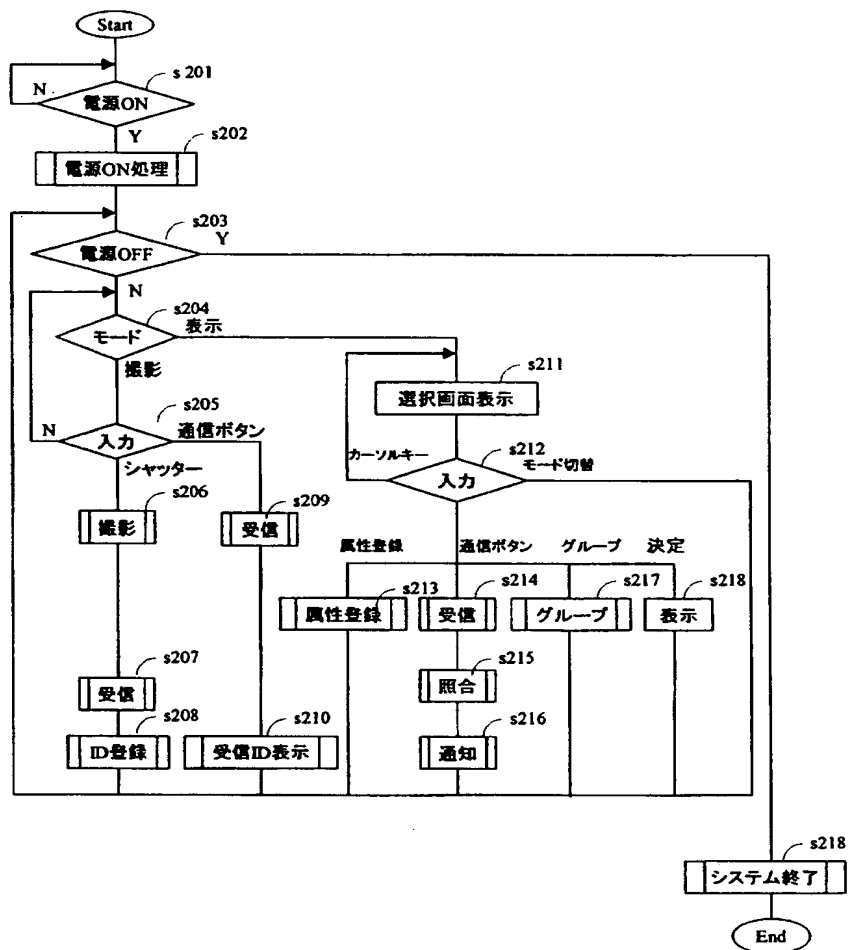 Start
s 201
N
電源ON
Y
s202
電源ON処理
s203
電源OFF
Y
N
s204
モード
表示
撮影
s211
選択画面表示
s205
N
入力
通信ボタン
シャッター
カーソルキー
s212
入力
モード切替
s206
撮影
s209
受信
属性登録
通信ボタン
グループ
決定
s213
属性登録
s214
受信
s217
グループ
s218
表示
s207
受信
s215
照合
s208
ID登録
s210
受信ID表示
s216
通知
s218
システム終了
End